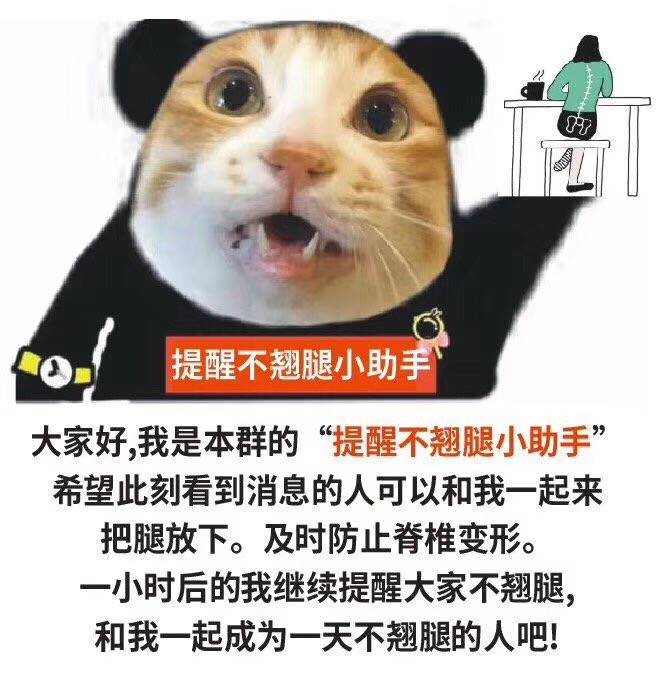 提醒不翘腿小助手
大家好,我是本群的“提醒不翘腿小助手”
希望此刻看到消息的人可以和我一起来
把腿放下。及时防止脊椎变形。
一小时后的我继续提醒大家不翘腿,
和我一起成为一天不翘腿的人吧!